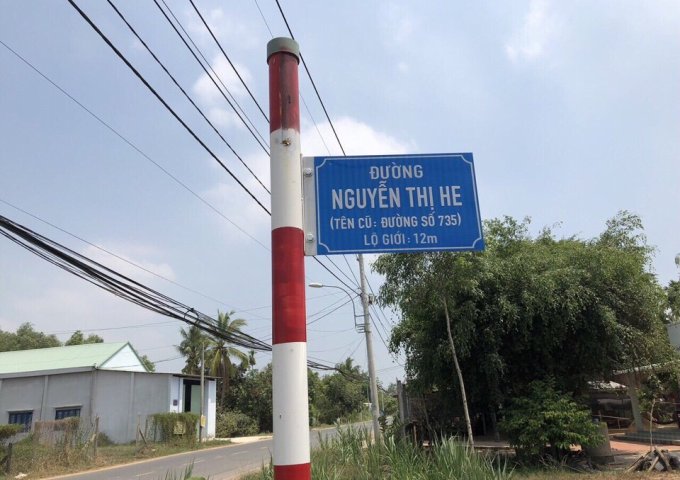 ĐƯỜNG
NGUYỄN THỊ HE
(TÊN CŨ: ĐƯỜNG SỐ 735)
LỘ GIỚI: 12m